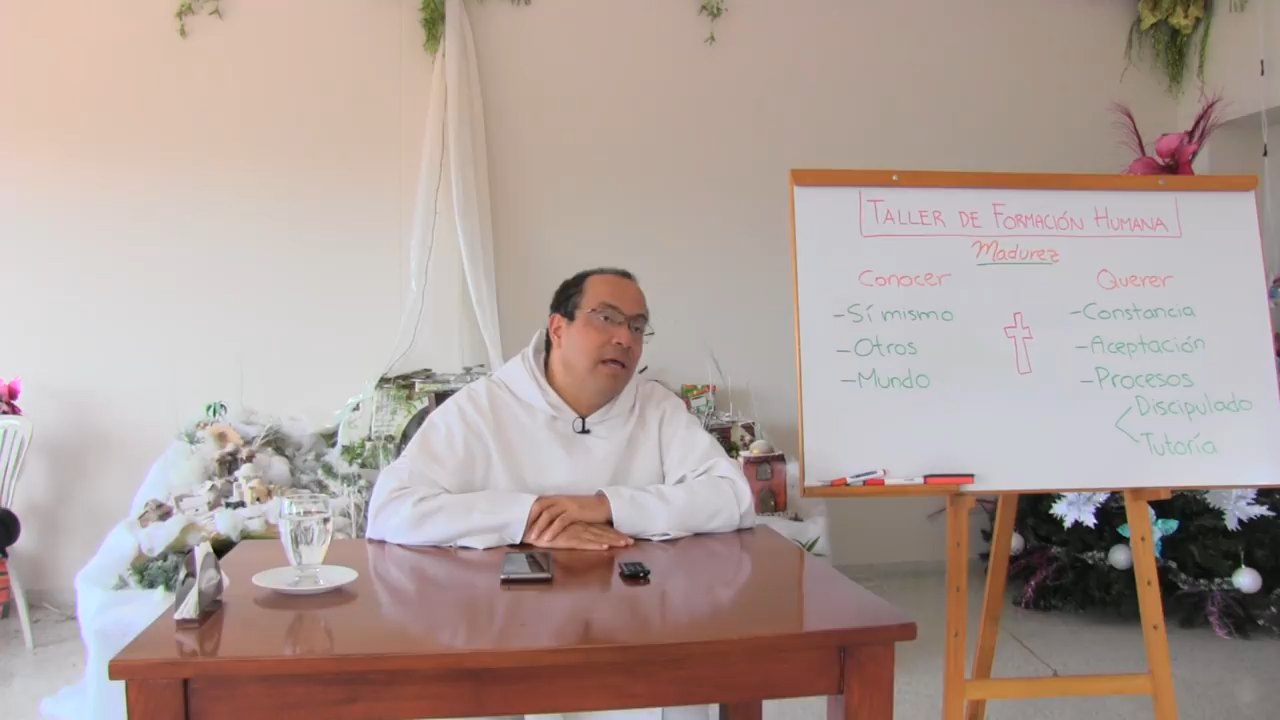 TALLER DE FORMACIÓN HUMANA
Madurez
Conocer
-Sí mismo
-Otros
-Mundo
Querer
-Constancia
-Aceptación
-Procesos
Discipulado
Tutoría